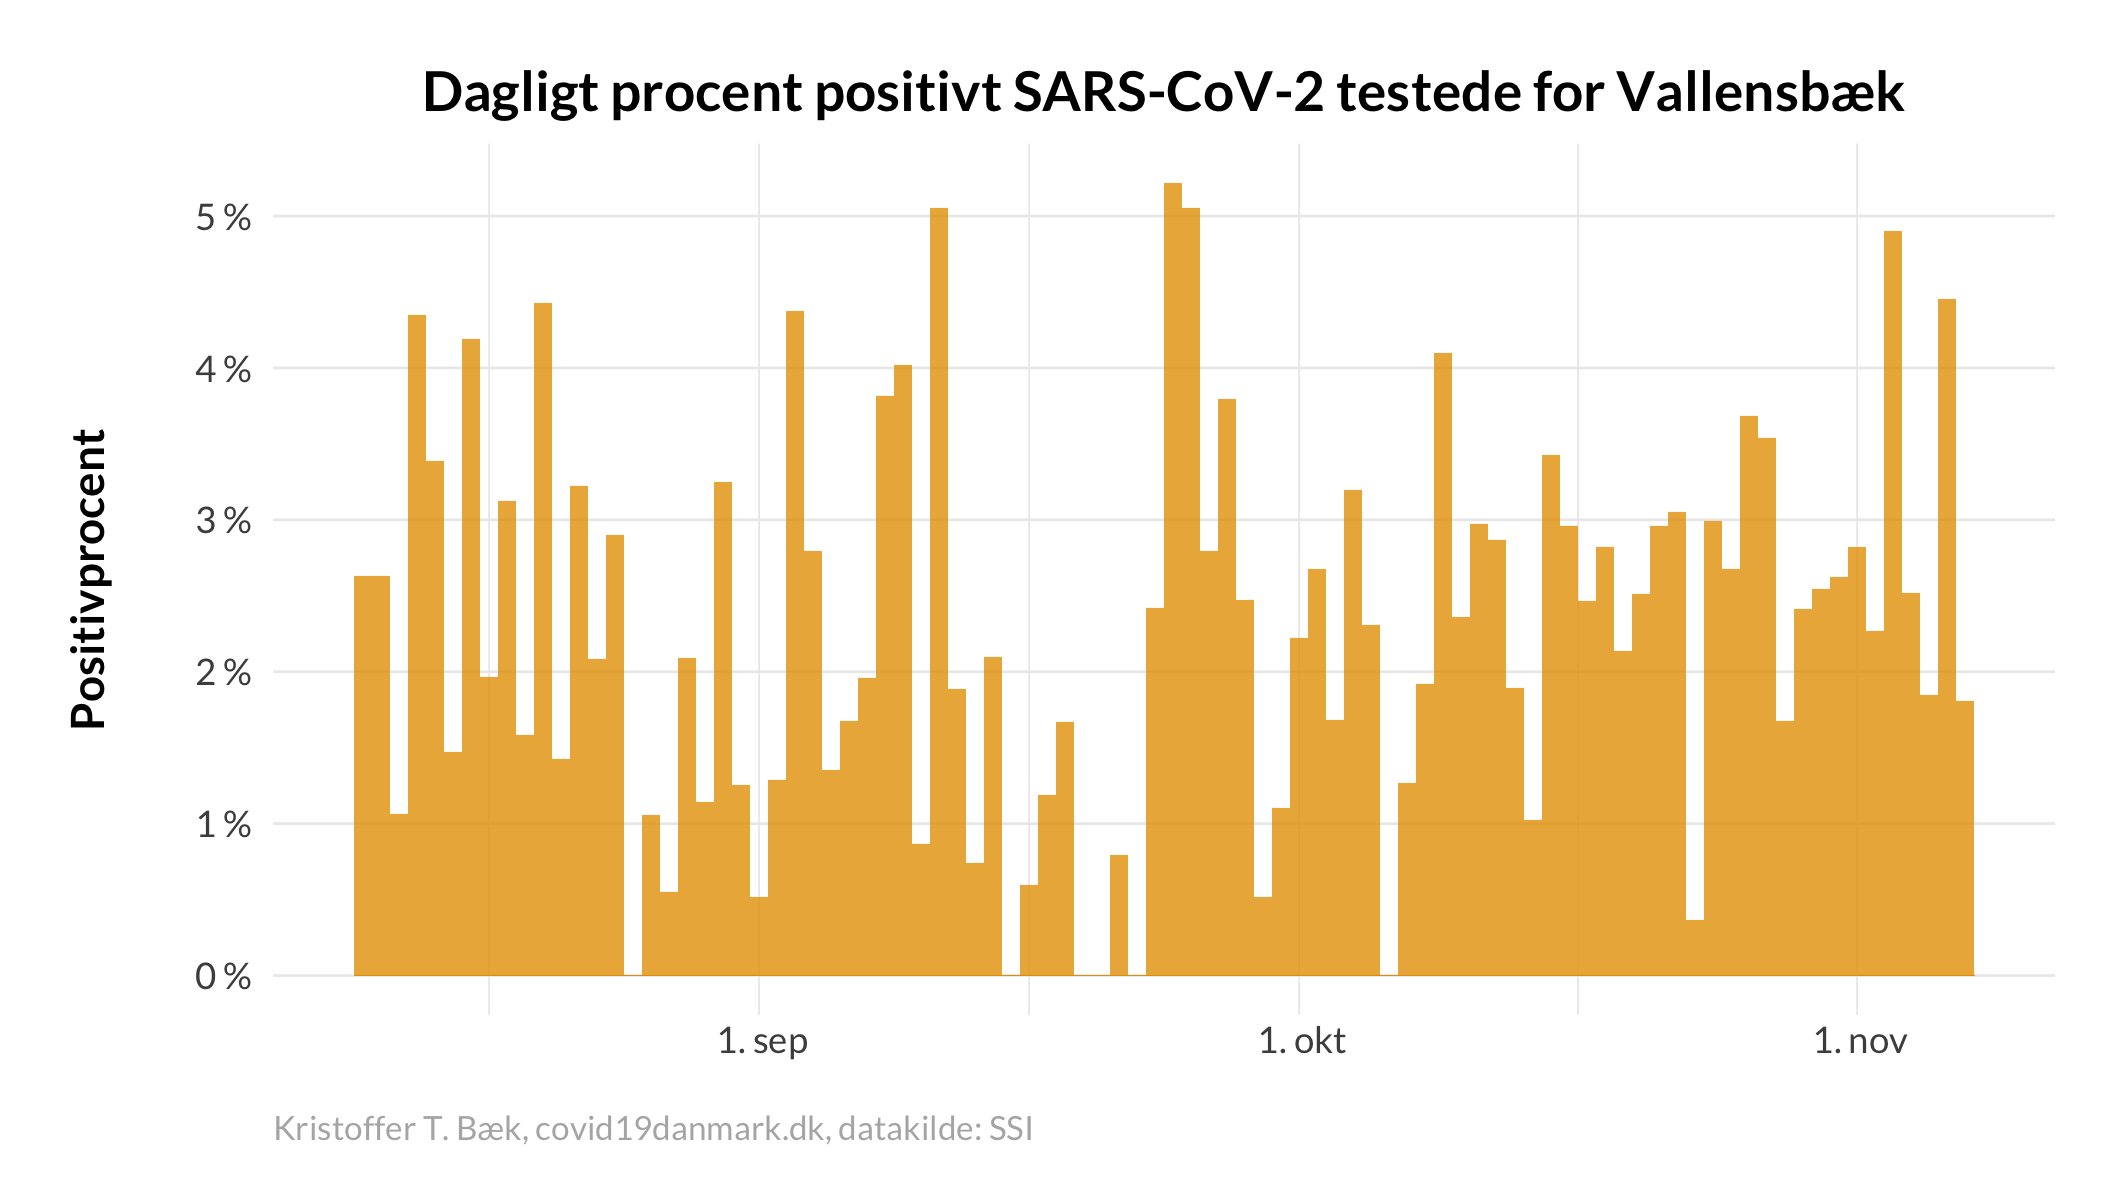 Dagligt procent positivt SARS-CoV-2 testede for Vallensbæk
Positivprocent
5 %
4 %
3 %
2 %
1 %
0 %
1. sep
1. okt
1. nov
Kristoffer T. Bæk, covid19danmark.dk, datakilde: SSI